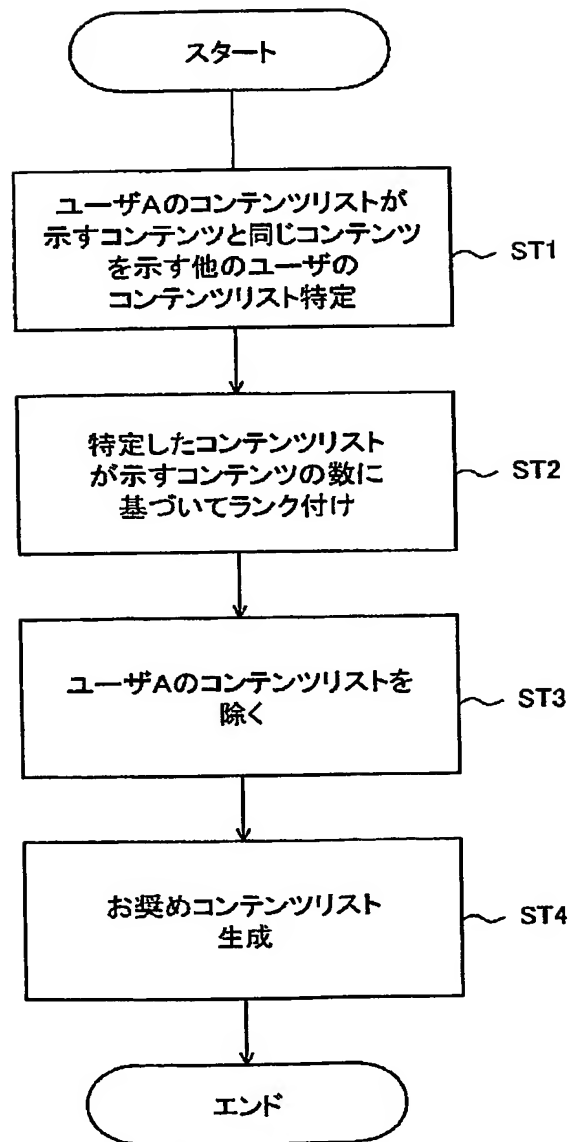 スタート
ユーザAのコンテンツリストが
示すコンテンツと同じコンテンツ
を示す他のユーザの
コンテンツリスト特定
ST1
特定したコンテンツリスト
が示すコンテンツの数に
基づいてランク付け
ST2
ユーザAのコンテンツリストを
除く
ST3
お奨めコンテンツリスト
生成
ST4
エンド